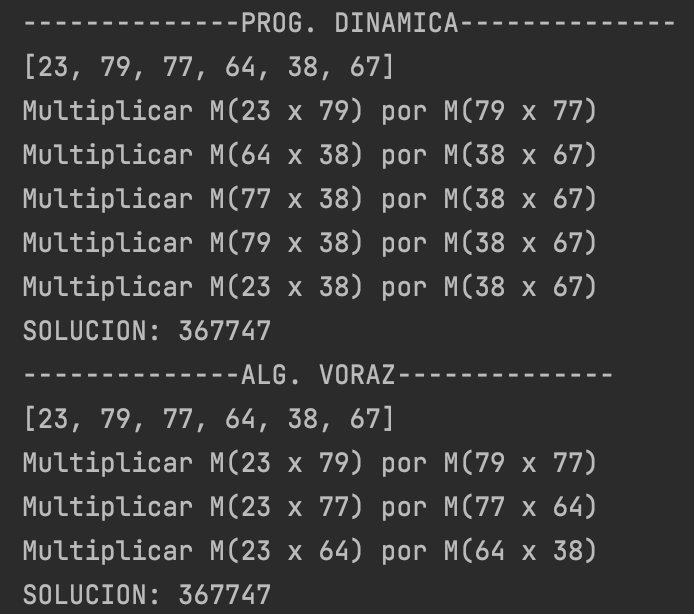 --------------PROG. DINAMICA--------------
[23, 79, 77, 64, 38, 67]
Multiplicar M(23 x 79) por M(79 x 77)
Multiplicar M(64 x 38) por M(38 x 67)
Multiplicar M(77 x 38) por M(38 x 67)
Multiplicar M(79 x 38) por M(38 x 67)
Multiplicar M(23 x 38) por M(38 x 67)
SOLUCION: 367747
--------------ALG. VORAZ--------------
[23, 79, 77, 64, 38, 67]
Multiplicar M(23 x 79) por M(79 x 77)
Multiplicar M(23 x 77) por M(77 x 64)
Multiplicar M(23 x 64) por M(64 x 38)
SOLUCION: 367747